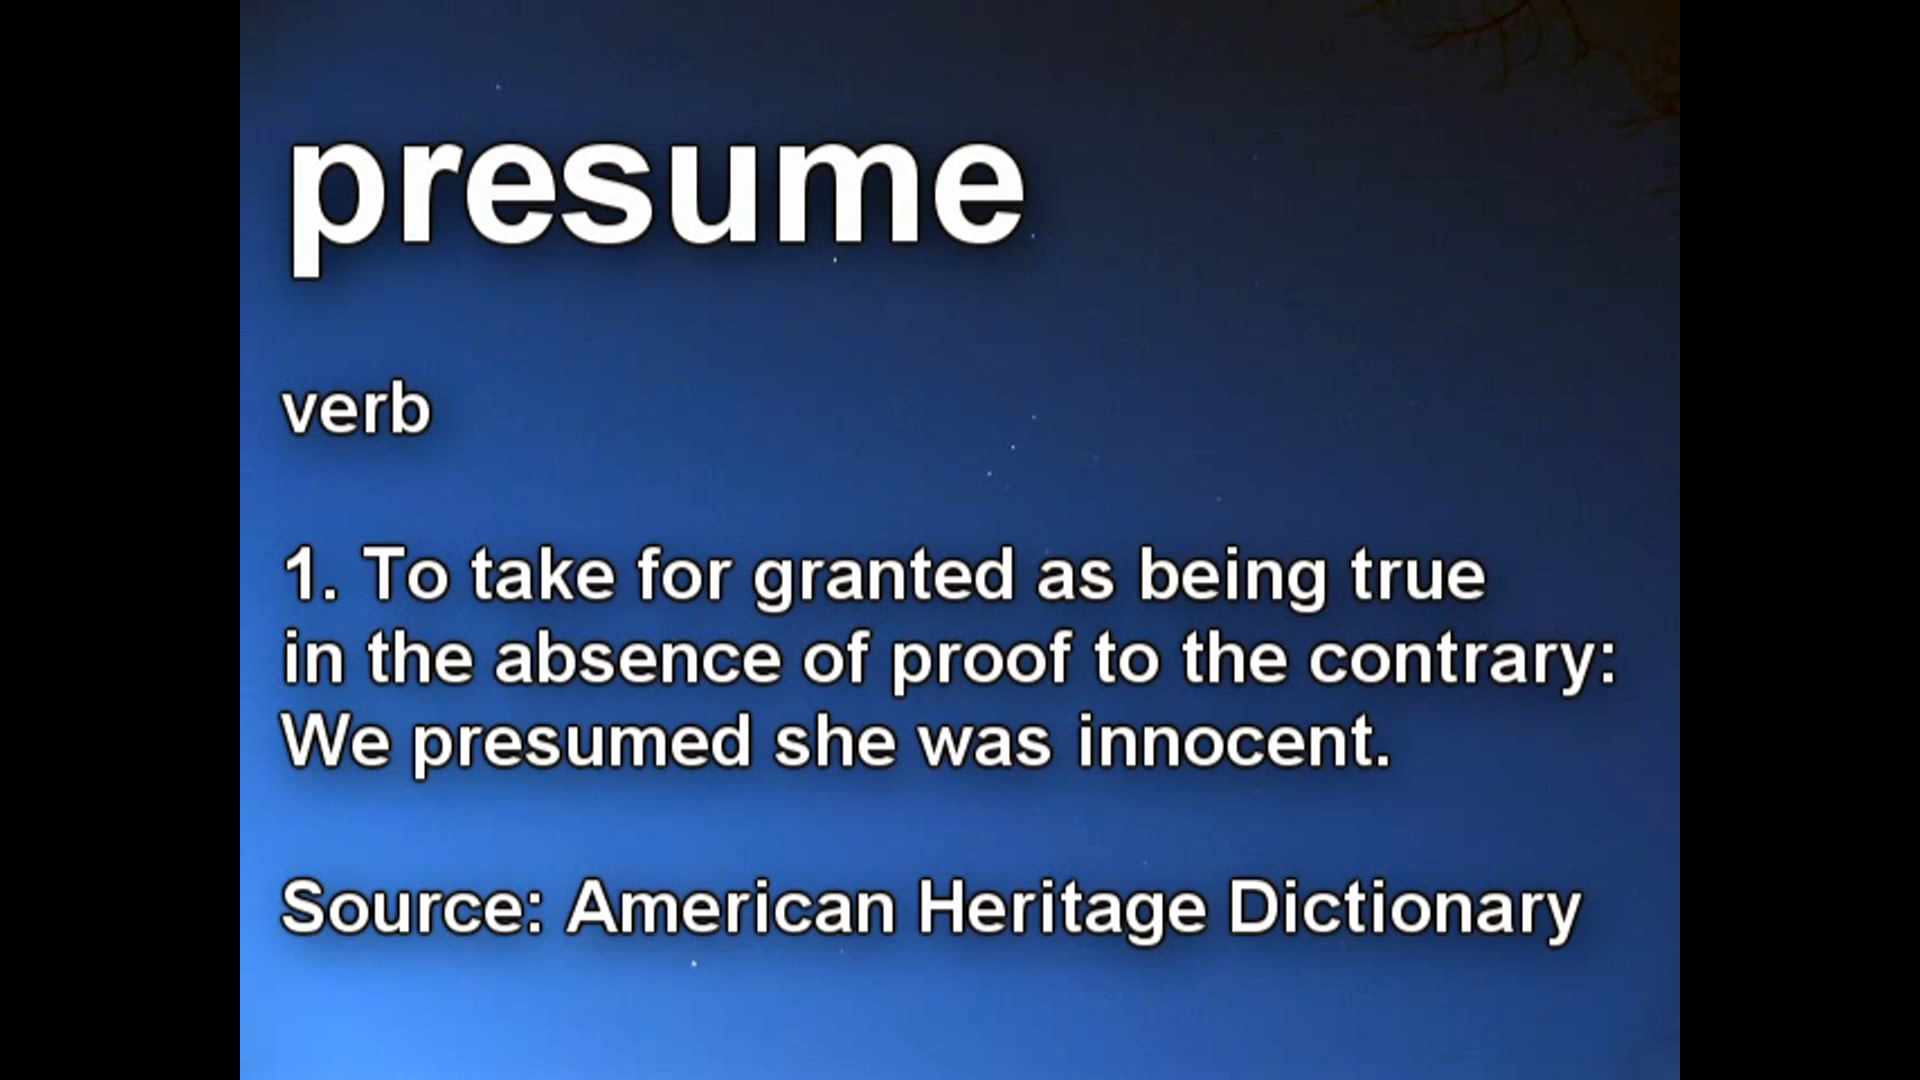 presume
verb
1. To take for granted as being true
in the absence of proof to the contrary:
We presumed she was innocent.
Source: American Heritage Dictionary